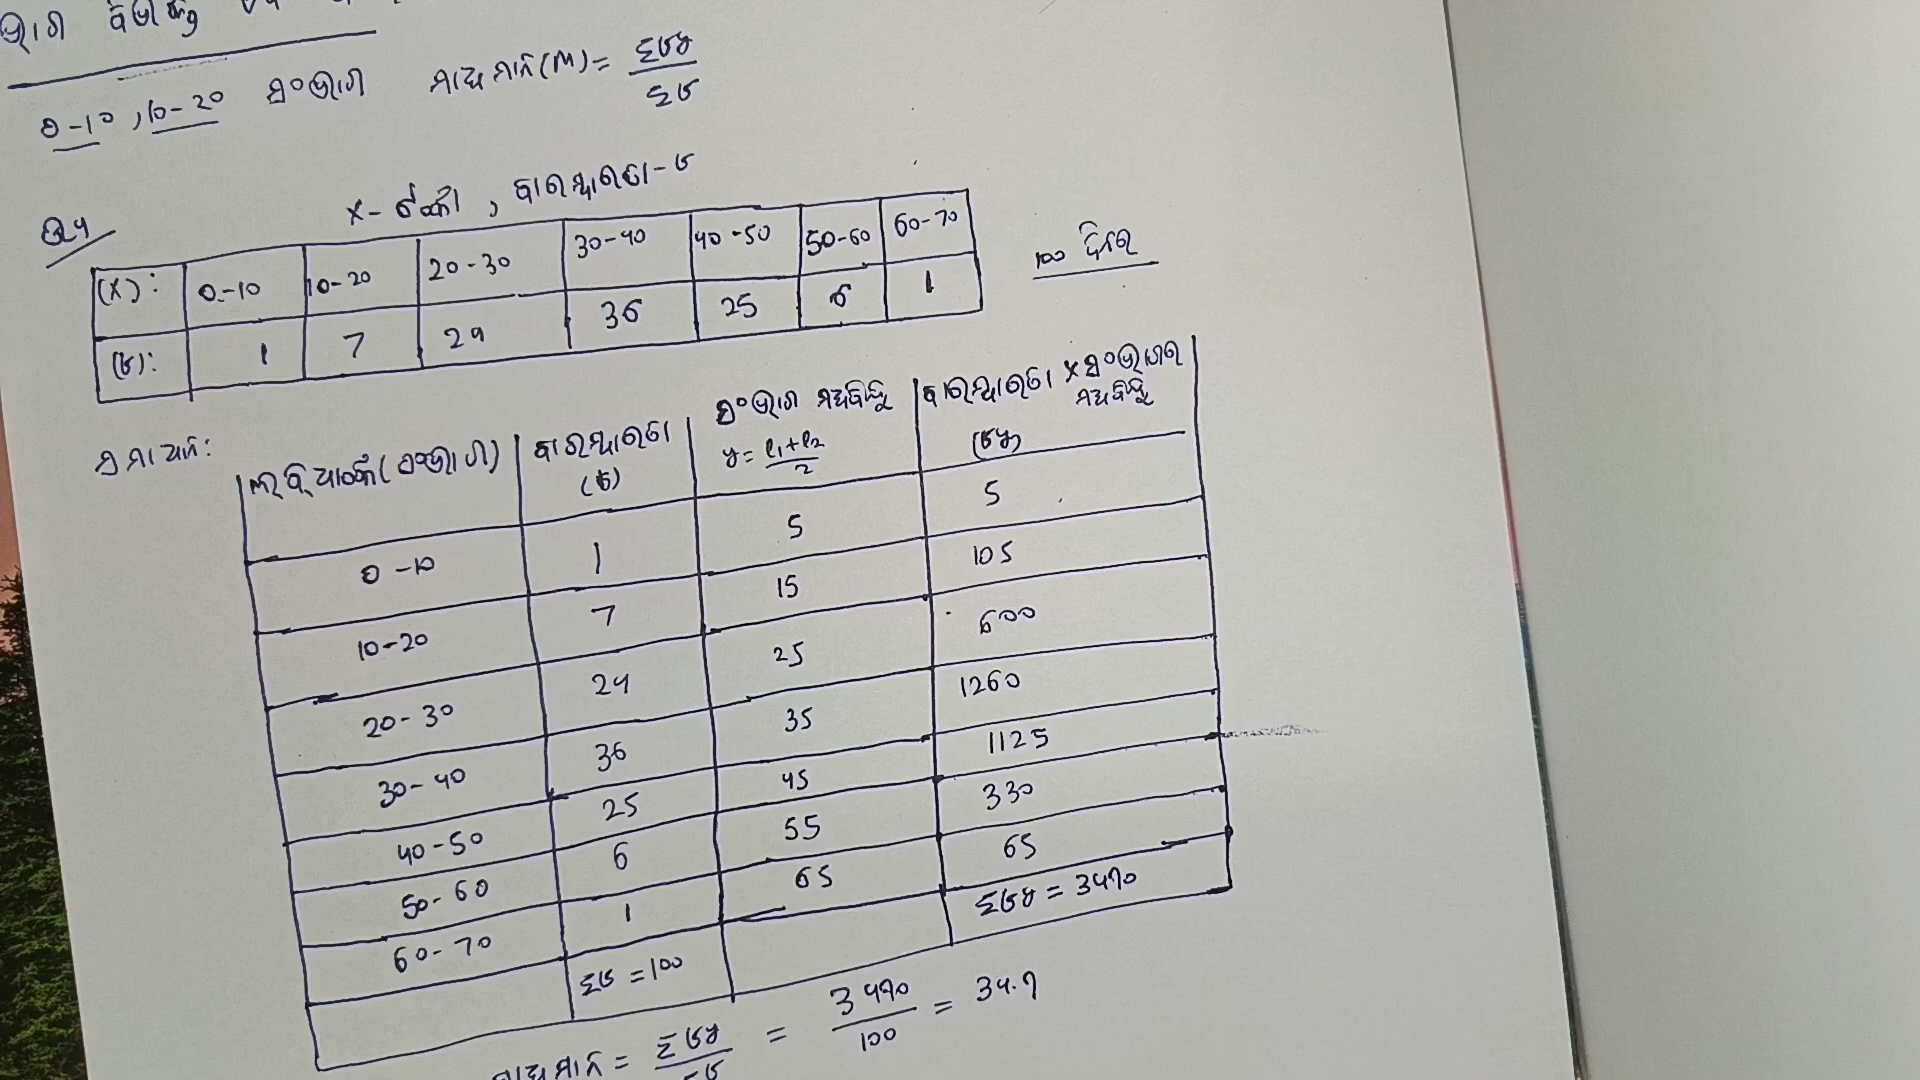 ଭାଗ
0-10, 10-20 ସଂଭାଗ ମାଧ୍ୟମାନ (M) = Σfy / Σf
X- , ବାରମ୍ବାରତା - f
(X): 0-10 10-20 20-30 30-40 40-50 50-60 60-70
(f): 1 7 24 36 25 6 1
100
ସମାଧାନ:
(ସଂଭାଗ) ବାରମ୍ବାରତା (f) ସଂଭାଗ ମଧ୍ୟବିନ୍ଦୁ y = l₁+l₂ / 2 ବାରମ୍ବାରତା X ସଂଭାଗର ମଧ୍ୟବିନ୍ଦୁ (fy)
0-10 1 5 5
10-20 7 15 105
20-30 24 25 600
30-40 36 35 1260
40-50 25 45 1125
50-60 6 55 330
60-70 1 65 65
Σf = 100 Σfy = 3470
ମାଧ୍ୟମାନ = Σfy / Σf = 3470 / 100 = 34.7